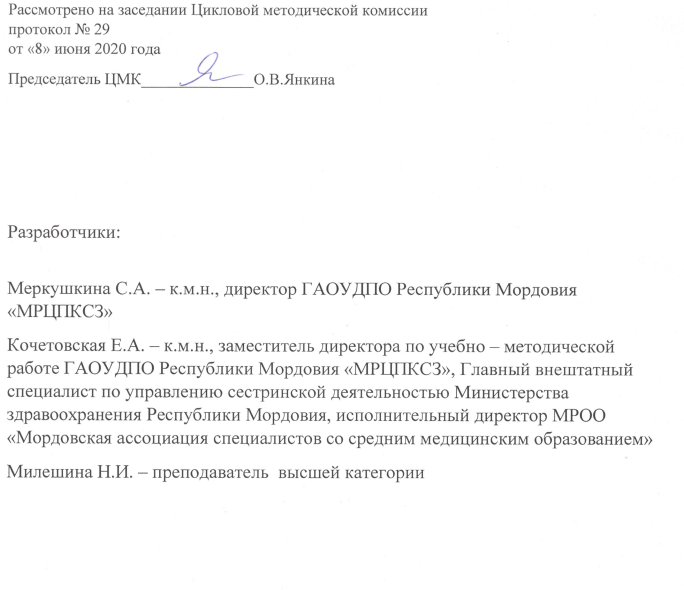 Рассмотрено на заседании Цикловой методической комиссии
протокол № 29
от «8» июня 2020 года
Председатель ЦМК______________О.В.Янкина
Разработчики:
Меркушкина С.А. – к.м.н., директор ГАОУДПО Республики Мордовия
«МРЦПКСЗ»
Кочетовская Е.А. – к.м.н., заместитель директора по учебно – методической
работе ГАОУДПО Республики Мордовия «МРЦПКСЗ», Главный внештатный
специалист по управлению сестринской деятельностью Министерства
здравоохранения Республики Мордовия, исполнительный директор МРОО
«Мордовская ассоциация специалистов со средним медицинским образованием»
Милешина Н.И. – преподаватель  высшей категории